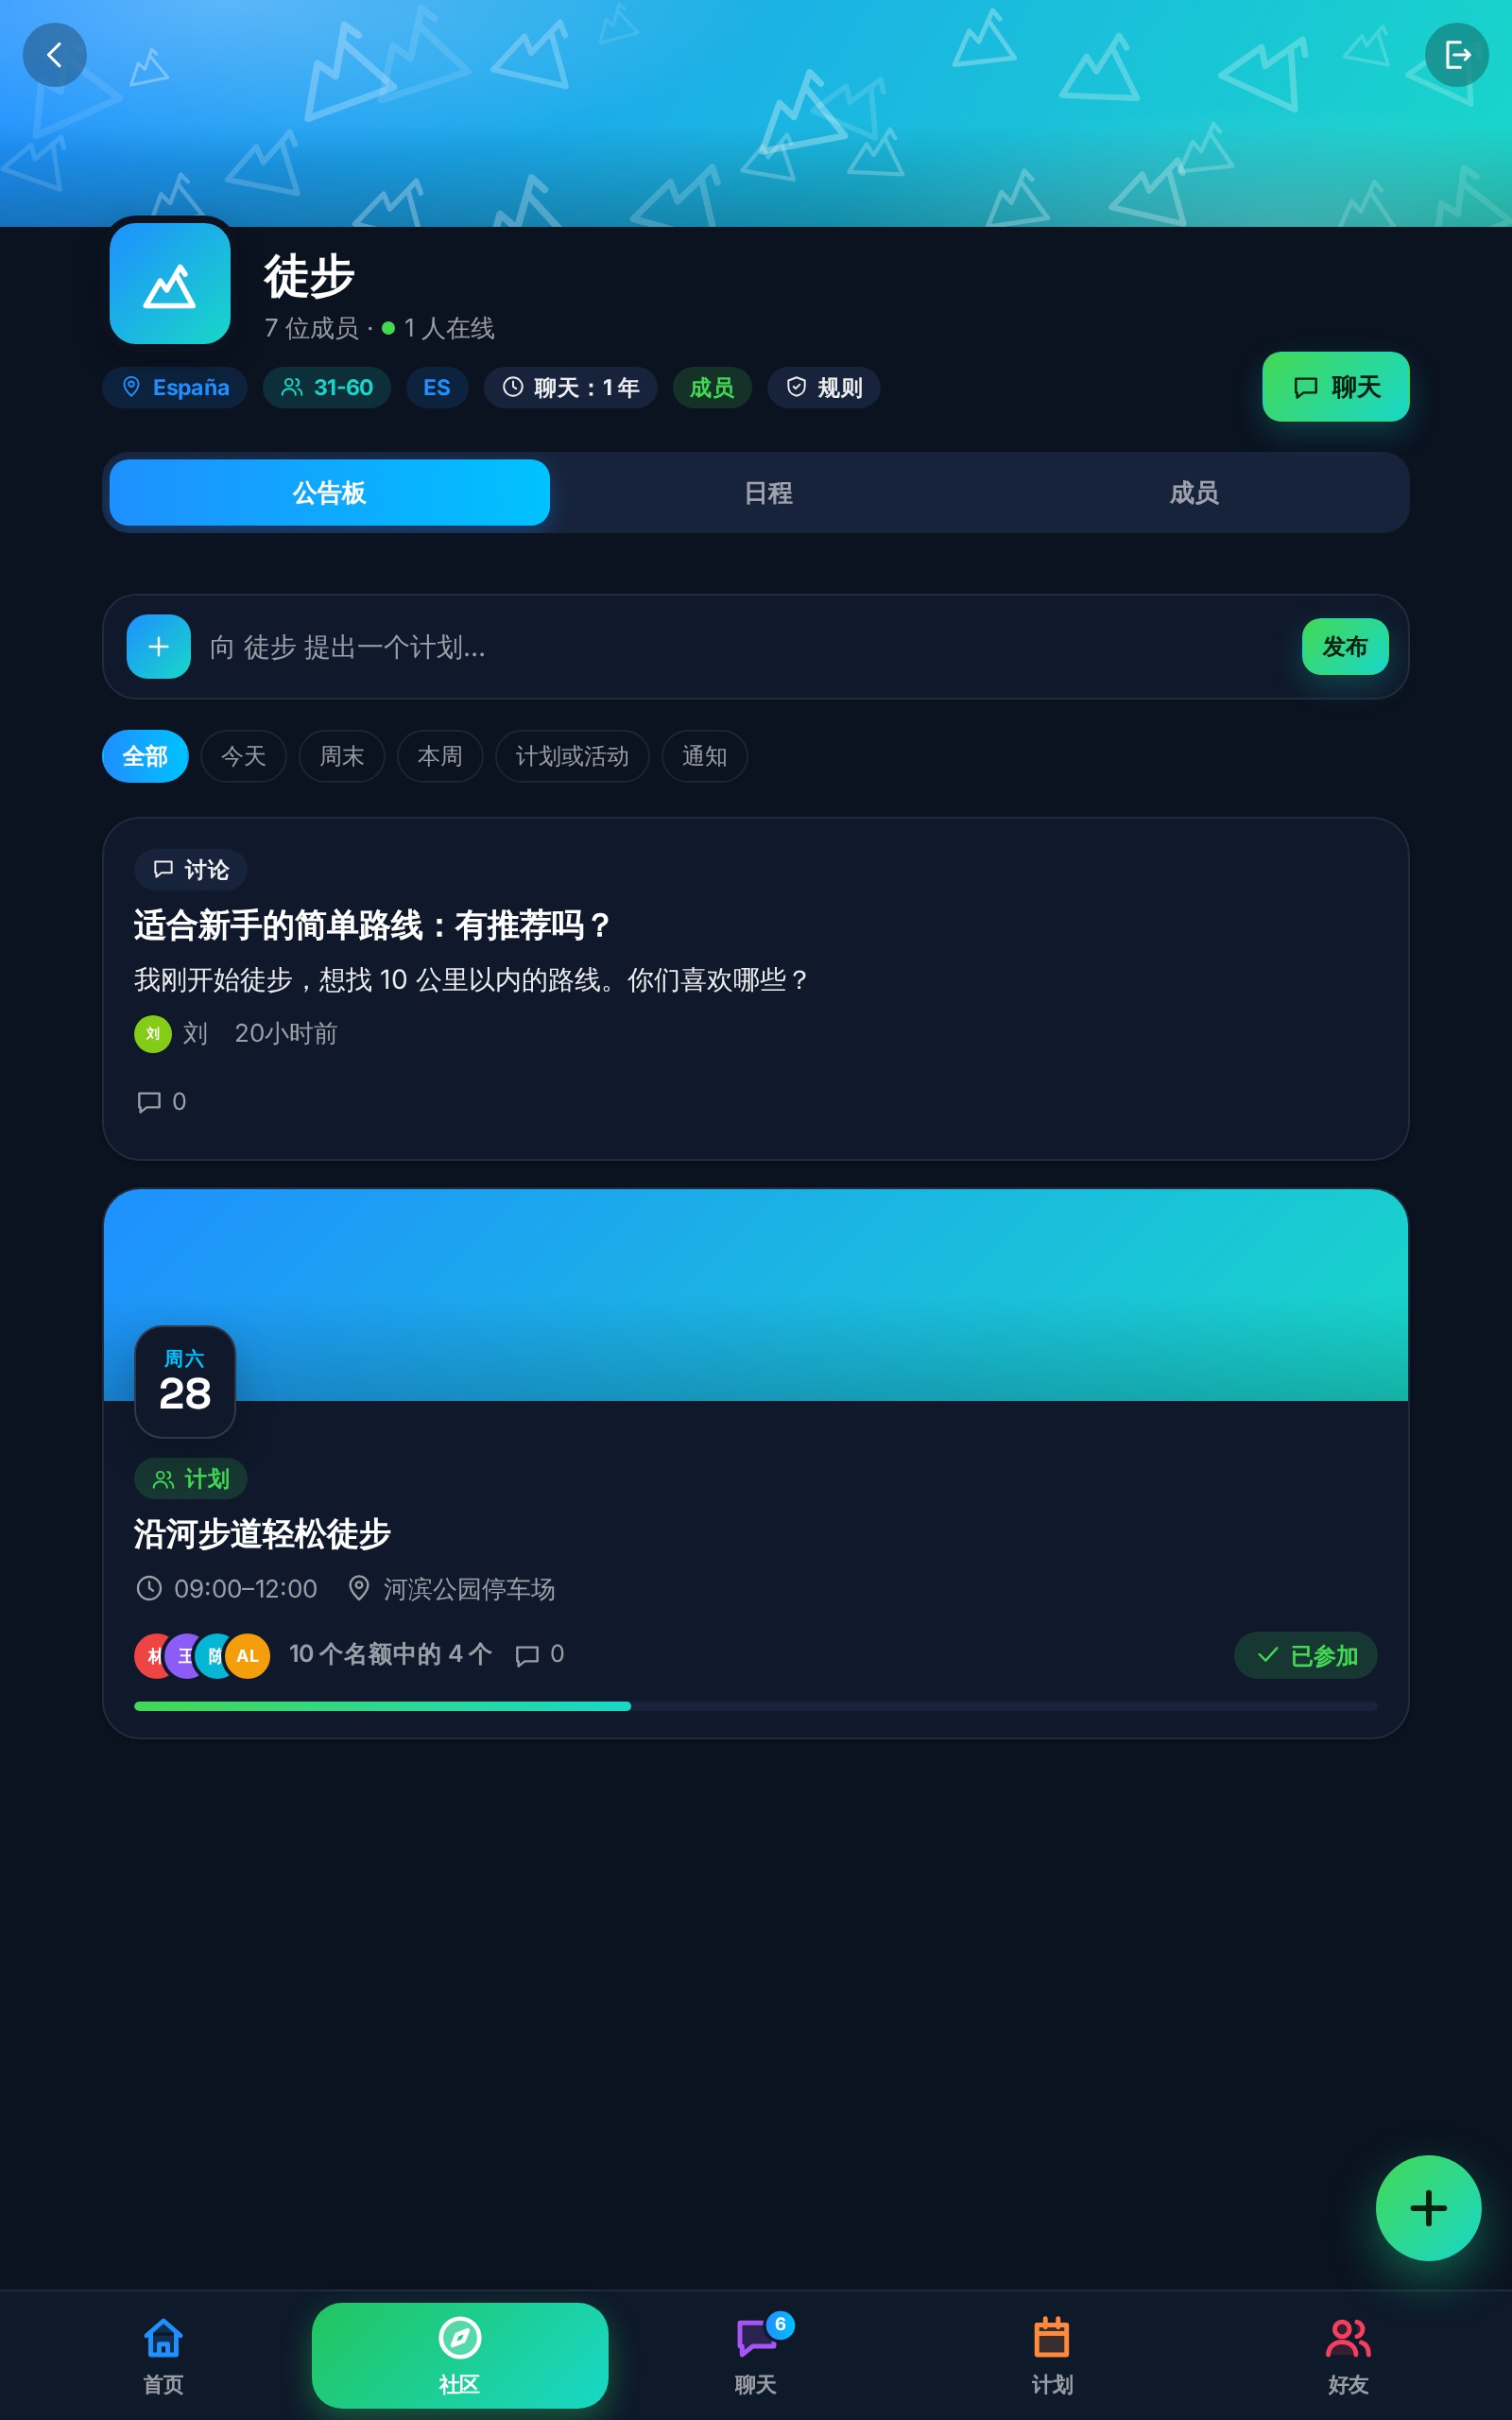 徒步
7 位成员 · 1 人在线
España 31-60 ES 聊天：1 年 成员 规则
聊天
公告板 日程 成员
向 徒步 提出一个计划...
发布
全部 今天 周末 本周 计划或活动 通知
讨论
适合新手的简单路线：有推荐吗？
我刚开始徒步，想找 10 公里以内的路线。你们喜欢哪些？
刘 刘 20小时前
0
周六
28
计划
沿河步道轻松徒步
09:00–12:00 河滨公园停车场
林 王 陈 AL 10 个名额中的 4 个 0 已参加
6
首页 社区 聊天 计划 好友